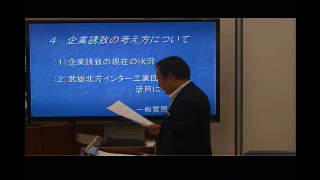 4．企業誘致の考え方について
(1)企業誘致の現在の状況
(2)武雄北方インター工業団
活用に
一般質問